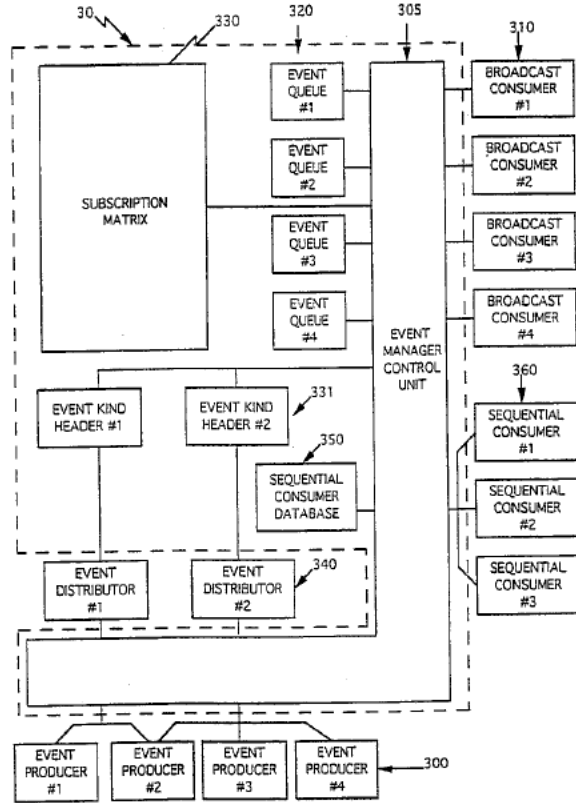 30
330
320
305
310
SUBSCRIPTION
MATRIX
EVENT
QUEUE
#1
EVENT
QUEUE
#2
EVENT
QUEUE
#3
EVENT
QUEUE
#4
EVENT
MANAGER
CONTROL
UNIT
BROADCAST
CONSUMER
#1
BROADCAST
CONSUMER
#2
BROADCAST
CONSUMER
#3
BROADCAST
CONSUMER
#4
360
SEQUENTIAL
CONSUMER
#1
SEQUENTIAL
CONSUMER
#2
SEQUENTIAL
CONSUMER
#3
EVENT KIND
HEADER #1
EVENT KIND
HEADER #2
331
350
SEQUENTIAL
CONSUMER
DATABASE
EVENT
DISTRIBUTOR
#1
EVENT
DISTRIBUTOR
#2
340
EVENT
PRODUCER
#1
EVENT
PRODUCER
#2
EVENT
PRODUCER
#3
EVENT
PRODUCER
#4
300